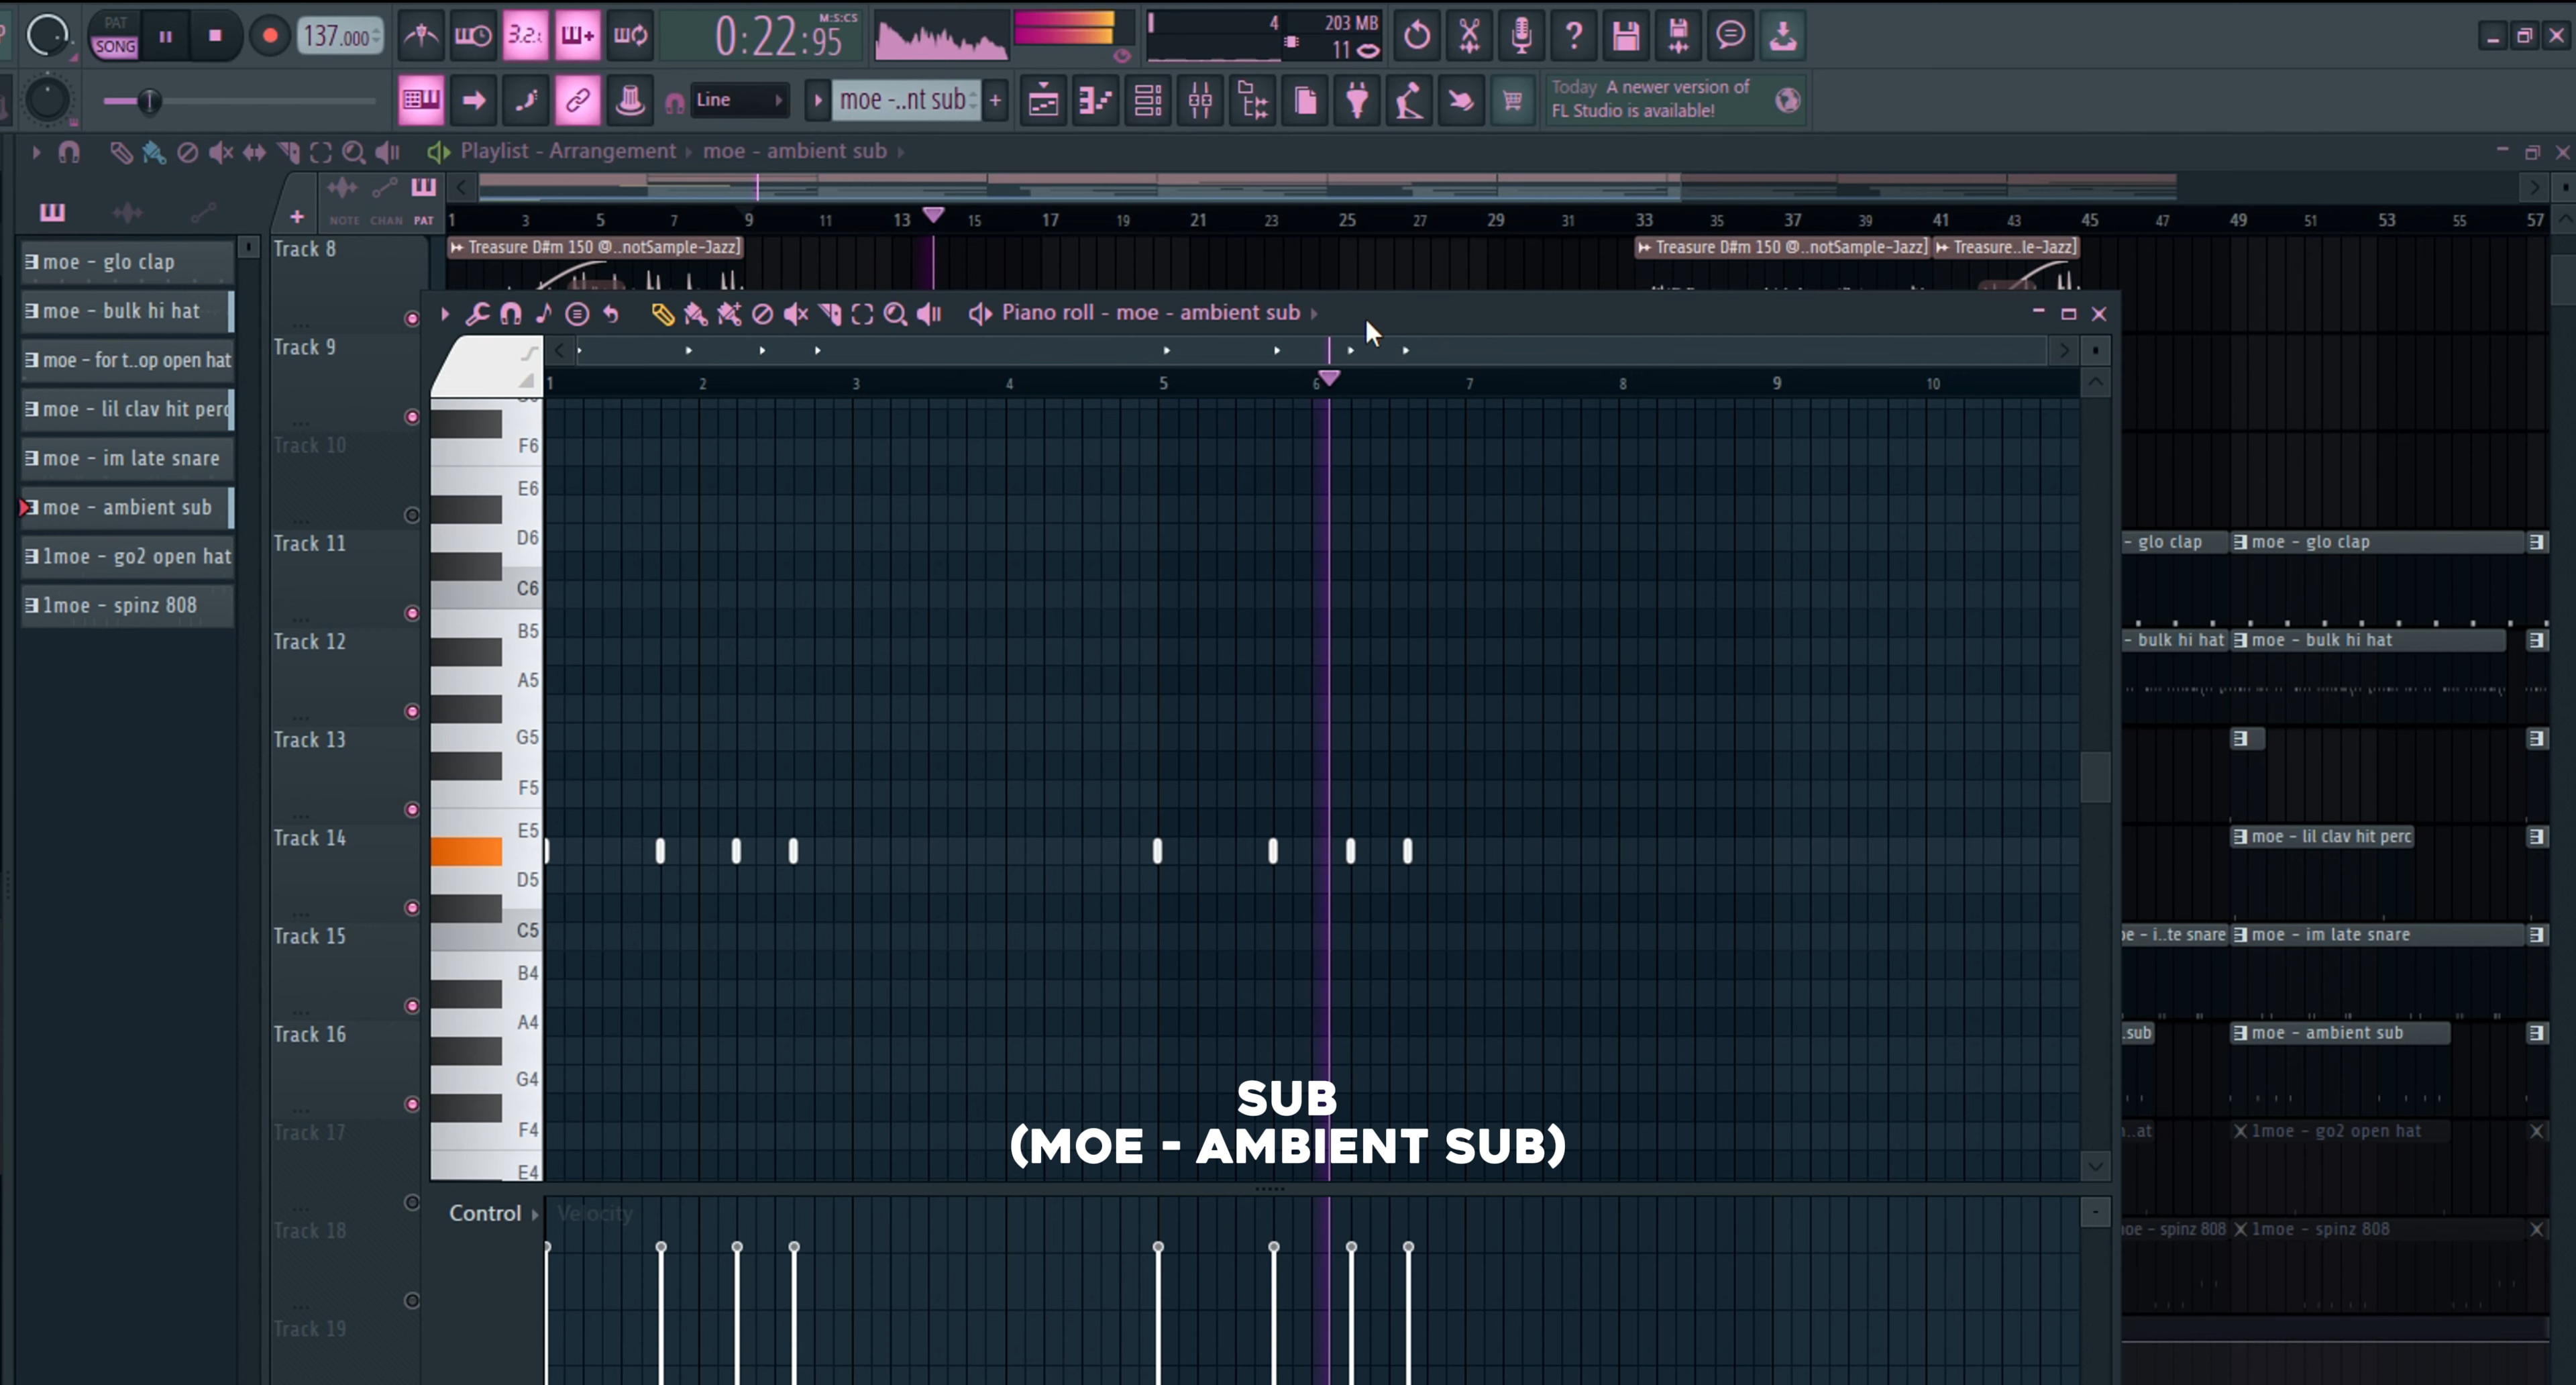 PAT
SONG
137.000
3.2.
0:22:95
M:S:CS
4
203 MB
11
?
Line
moe -..nt sub
+
Today A newer version of
FL Studio is available!
Playlist - Arrangement
moe - ambient sub
NOTE CHAN PAT
1 3 5 7 9 11 13 15 17 19 21 23 25 27 29 31 33 35 37 39 41 43 45 47 49 51 53 55 57
moe - glo clap
moe - bulk hi hat
moe - for t..op open hat
moe - lil clav hit perc
moe - im late snare
moe - ambient sub
1moe - go2 open hat
1moe - spinz 808
Track 8
Track 9
Track 10
Track 11
Track 12
Track 13
Track 14
Track 15
Track 16
Track 17
Track 18
Track 19
Treasure D#m 150 @..notSample-Jazz]
Treasure D#m 150 @..notSample-Jazz]
Treasure..le-Jazz]
Piano roll - moe - ambient sub
1 2 3 4 5 6 7 8 9 10
F6
E6
D6
C6
B5
A5
G5
F5
E5
D5
C5
B4
A4
G4
F4
E4
- glo clap
moe - glo clap
- bulk hi hat
moe - bulk hi hat
moe - lil clav hit perc
- i..te snare
moe - im late snare
sub
moe - ambient sub
..at
1moe - go2 open hat
- spinz 808
1moe - spinz 808
SUB
(MOE - AMBIENT SUB)
Control
Velocity